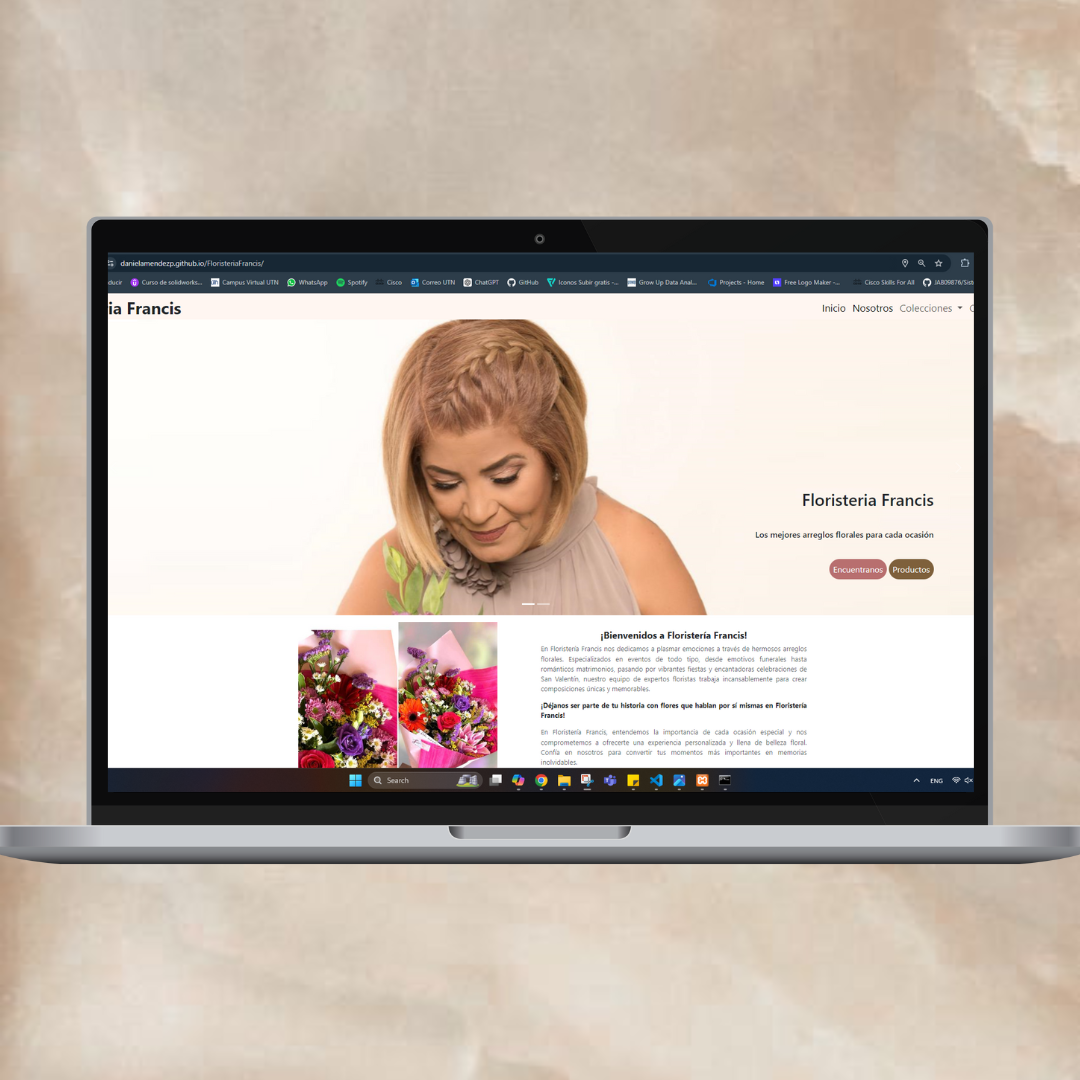 danielamendezp.github.io/FloristeriaFrancis/
ducir Curso de solidworks... Campus Virtual UTN WhatsApp Spotify Cisco Correo UTN ChatGPT GitHub Iconos Subir gratis -... Grow Up Data Anal... Projects - Home Free Logo Maker -... Cisco Skills For All JAB09876/Sist
ia Francis Inicio Nosotros Colecciones C
Floristeria Francis
Los mejores arreglos florales para cada ocasión
Encuentranos Productos
¡Bienvenidos a Floristería Francis!
En Floristería Francis nos dedicamos a plasmar emociones a través de hermosos arreglos
florales. Especializados en eventos de todo tipo, desde emotivos funerales hasta
románticos matrimonios, pasando por vibrantes fiestas y encantadoras celebraciones de
San Valentín, nuestro equipo de expertos floristas trabaja incansablemente para crear
composiciones únicas y memorables.
¡Déjanos ser parte de tu historia con flores que hablan por sí mismas en Floristería
Francis!
En Floristería Francis, entendemos la importancia de cada ocasión especial y nos
comprometemos a ofrecerte una experiencia personalizada y llena de belleza floral.
Confía en nosotros para convertir tus momentos más importantes en memorias
inolvidables.
Search ENG